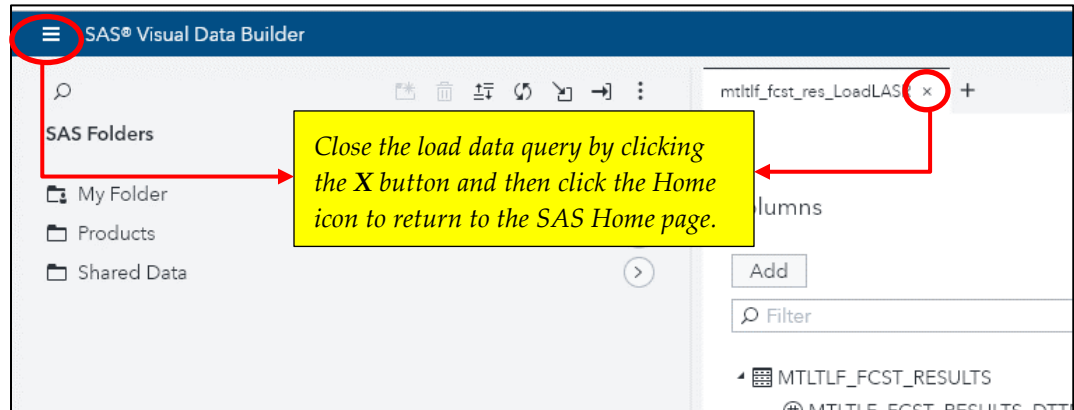 SAS® Visual Data Builder
mtltlf_fcst_res_LoadLASR
SAS Folders
Close the load data query by clicking
the X button and then click the Home
icon to return to the SAS Home page.
My Folder
Products
Shared Data
lumns
Add
Filter
MTLTLF_FCST_RESULTS